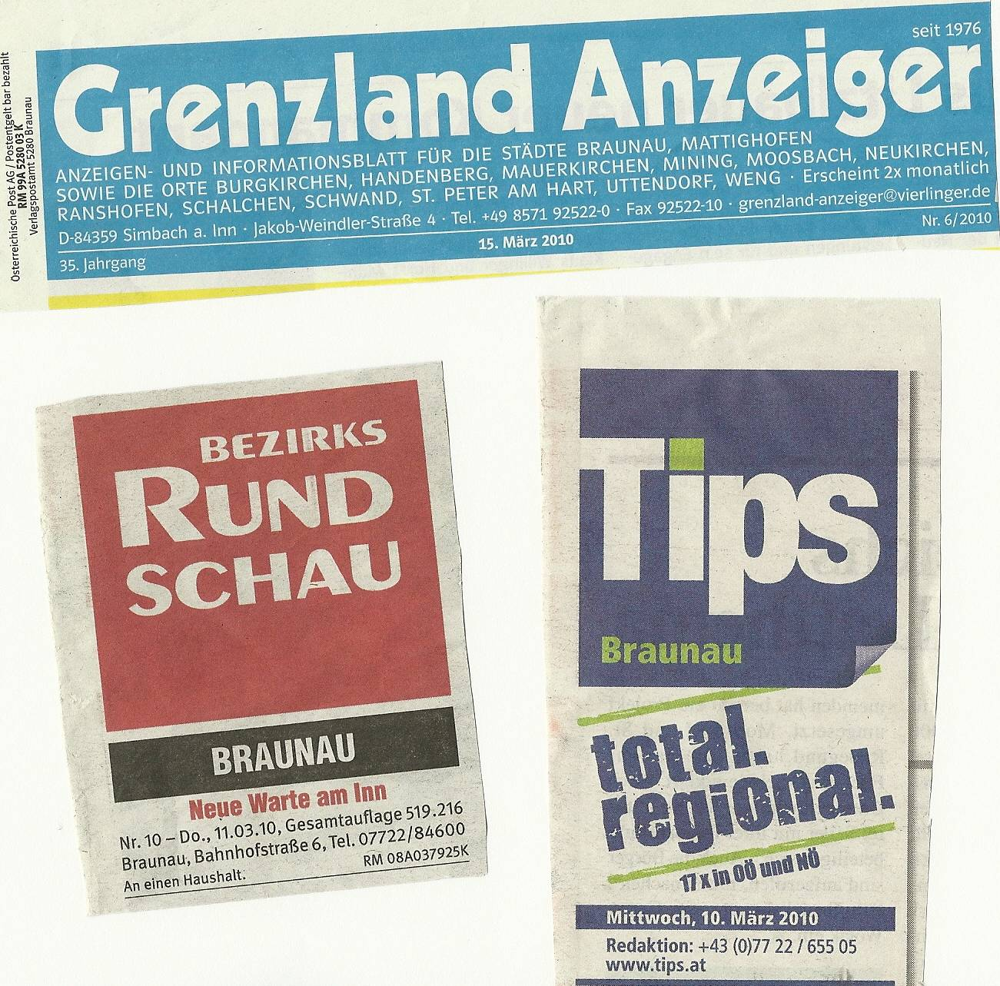 Österreichische Post AG / Postentgelt bar bezahlt
RM 99A 5280 03 K
Verlagspostamt 5280 Braunau
seit 1976
Grenzland Anzeiger
ANZEIGEN- UND INFORMATIONSBLATT FÜR DIE STÄDTE BRAUNAU, MATTIGHOFEN
SOWIE DIE ORTE BURGKIRCHEN, HANDENBERG, MAUERKIRCHEN, MINING, MOOSBACH, NEUKIRCHEN,
RANSHOFEN, SCHALCHEN, SCHWAND, ST. PETER AM HART, UTTENDORF, WENG · Erscheint 2x monatlich
D-84359 Simbach a. Inn · Jakob-Weindler-Straße 4 · Tel. +49 8571 92522-0 · Fax 92522-10 · grenzland-anzeiger@vierlinger.de
35. Jahrgang 15. März 2010 Nr. 6/2010
BEZIRKS
RUND
SCHAU
BRAUNAU
Neue Warte am Inn
Nr. 10 – Do., 11.03.10, Gesamtauflage 519.216
Braunau, Bahnhofstraße 6, Tel. 07722/84600
An einen Haushalt. RM 08A037925K
Tips
Braunau
total.
regional.
17 x in OÖ und NÖ
Mittwoch, 10. März 2010
Redaktion: +43 (0)77 22 / 655 05
www.tips.at